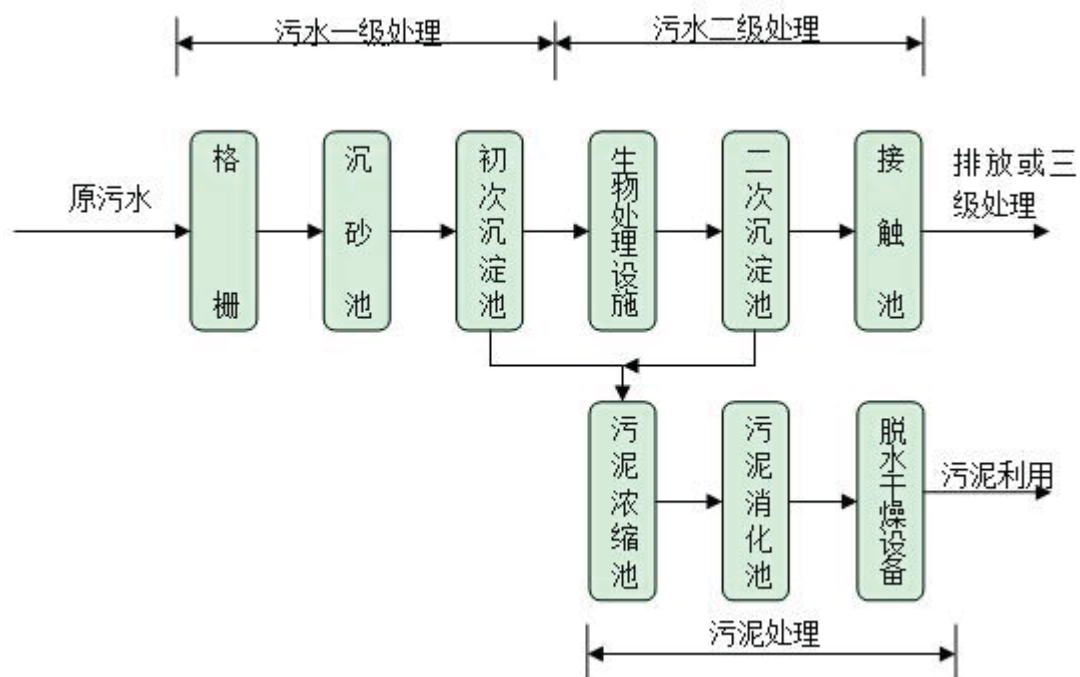 污水一级处理
污水二级处理
原污水
格栅
沉砂池
初次沉淀池
生物处理设施
二次沉淀池
接触池
排放或三
级处理
污泥浓缩池
污泥消化池
脱水干燥设备
污泥利用
污泥处理